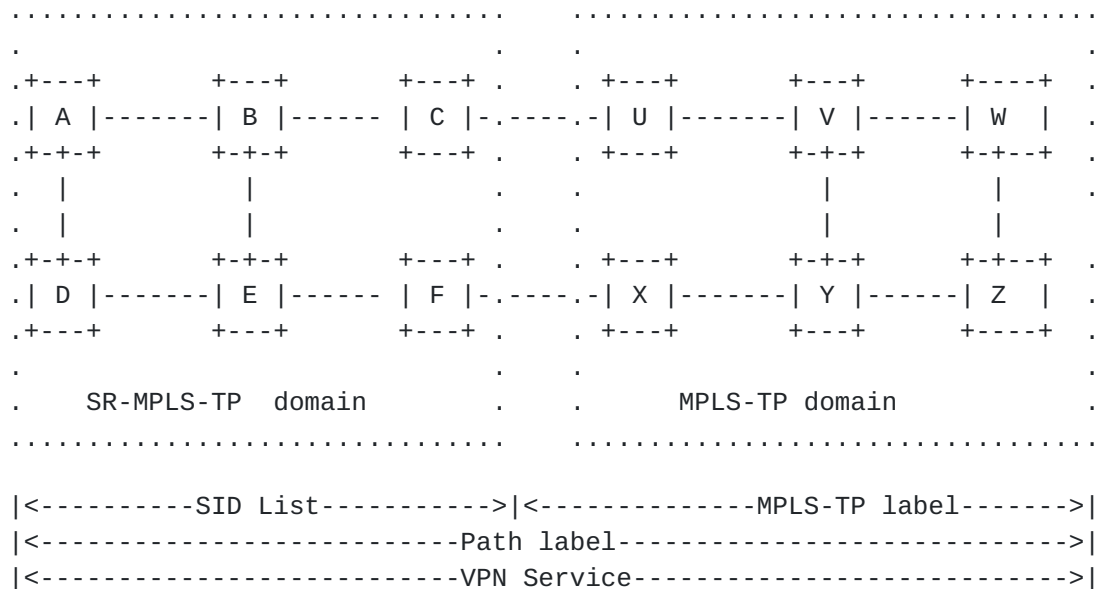 ................................    ..................................
.                               .    .                                 .
.+---+       +---+       +---+ .    . +---+       +---+      +----+  .
.| A |-------| B |------ | C |-.----.-| U |-------| V |------| W  |  .
.+-+-+       +-+-+       +---+ .    . +---+       +-+-+      +-+--+  .
.  |           |               .    .               |          |     .
.  |           |               .    .               |          |     .
.+-+-+       +-+-+       +---+ .    . +---+       +-+-+      +-+--+  .
.| D |-------| E |------ | F |-.----.-| X |-------| Y |------| Z  |  .
.+---+       +---+       +---+ .    . +---+       +---+      +----+  .
.                              .    .                                .
.    SR-MPLS-TP  domain        .    .      MPLS-TP domain            .
................................    ..................................
|<----------SID List----------->|<--------------MPLS-TP label------->|
|<--------------------------Path label----------------------------->|
|<--------------------------VPN Service---------------------------->|